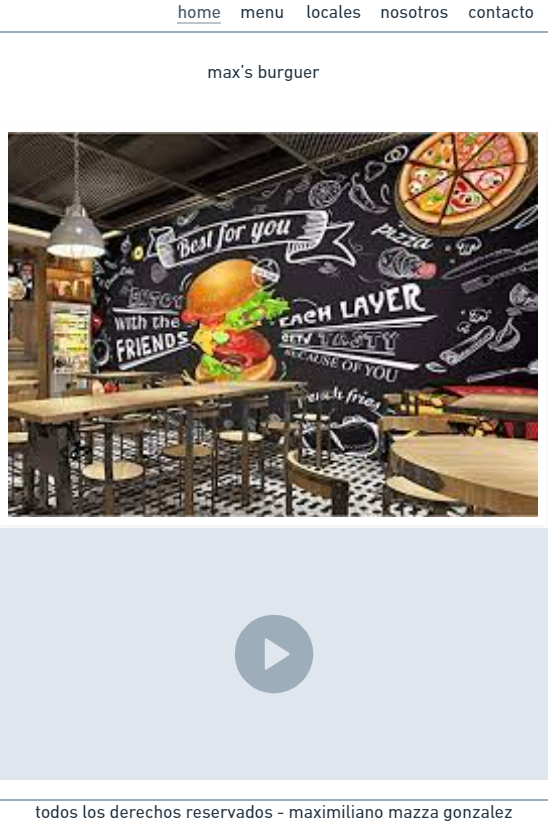 home menu locales nosotros contacto
max's burguer
Best for you
pizza
ENJOY
With the
FRIENDS
EACH LAYER
TASTY
BECAUSE OF YOU
French fries
todos los derechos reservados - maximiliano mazza gonzalez